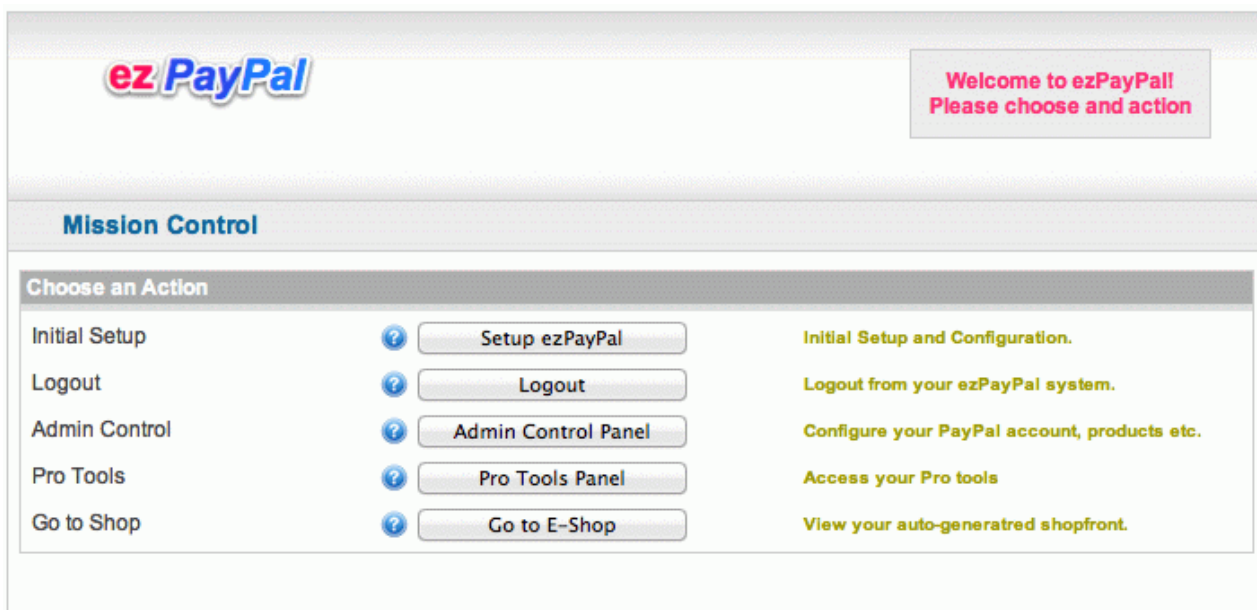 ez PayPal
Welcome to ezPayPal!
Please choose and action
Mission Control
Choose an Action
Initial Setup ? Setup ezPayPal Initial Setup and Configuration.
Logout ? Logout Logout from your ezPayPal system.
Admin Control ? Admin Control Panel Configure your PayPal account, products etc.
Pro Tools ? Pro Tools Panel Access your Pro tools
Go to Shop ? Go to E-Shop View your auto-generatred shopfront.